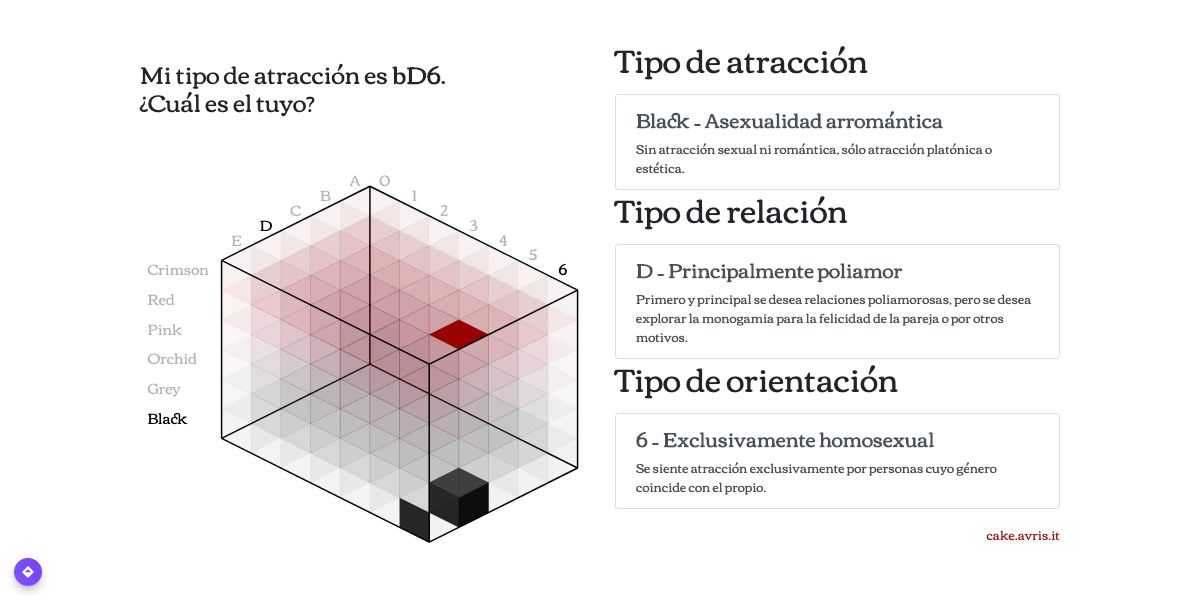 Mi tipo de atracción es bD6.
¿Cuál es el tuyo?
A O
B 1
C 2
D 3
E 4
5
6
Crimson
Red
Pink
Orchid
Grey
Black
Tipo de atracción
Black - Asexualidad arromántica
Sin atracción sexual ni romántica, sólo atracción platónica o
estética.
Tipo de relación
D - Principalmente poliamor
Primero y principal se desea relaciones poliamorosas, pero se desea
explorar la monogamia para la felicidad de la pareja o por otros
motivos.
Tipo de orientación
6 - Exclusivamente homosexual
Se siente atracción exclusivamente por personas cuyo género
coincide con el propio.
cake.avris.it